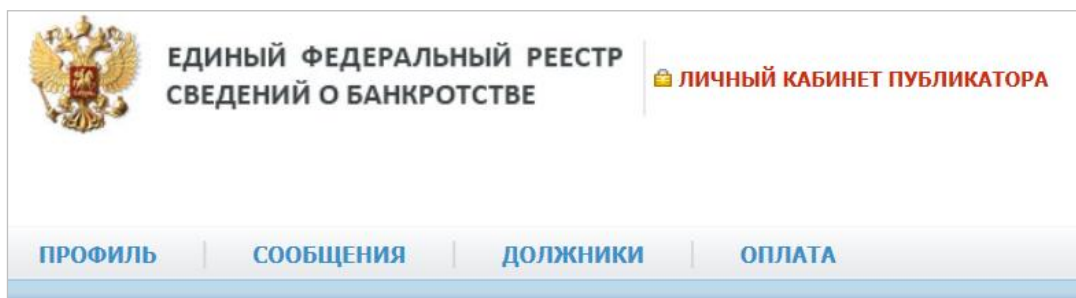 ЕДИНЫЙ ФЕДЕРАЛЬНЫЙ РЕЕСТР
СВЕДЕНИЙ О БАНКРОТСТВЕ
ЛИЧНЫЙ КАБИНЕТ ПУБЛИКАТОРА
ПРОФИЛЬ СООБЩЕНИЯ ДОЛЖНИКИ ОПЛАТА